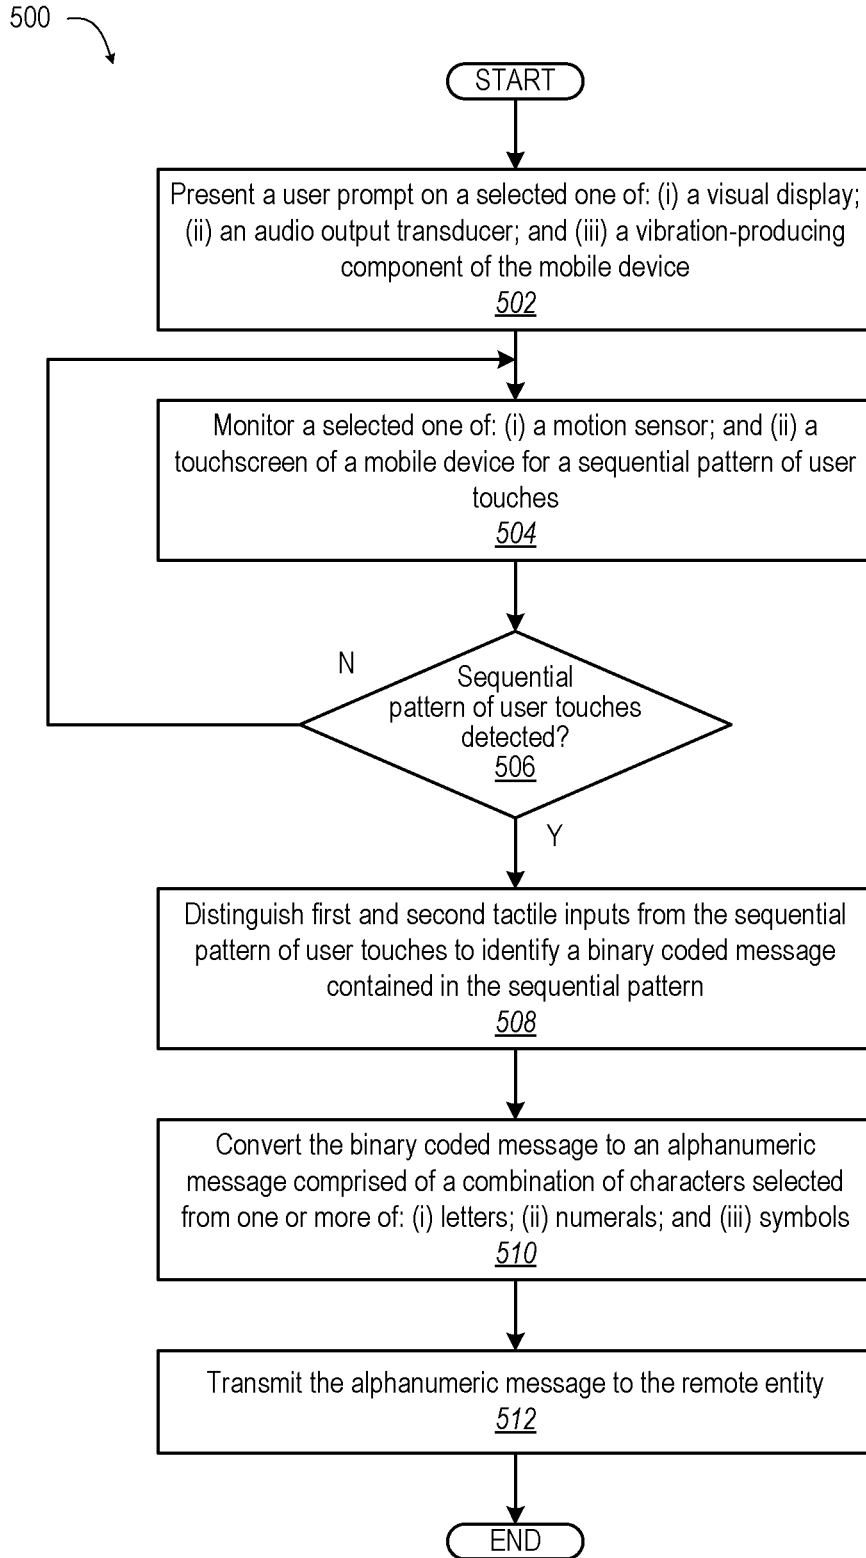 500
START
Present a user prompt on a selected one of: (i) a visual display;
(ii) an audio output transducer; and (iii) a vibration-producing
component of the mobile device
502
Monitor a selected one of: (i) a motion sensor; and (ii) a
touchscreen of a mobile device for a sequential pattern of user
touches
504
N
Sequential
pattern of user touches
detected?
506
Y
Distinguish first and second tactile inputs from the sequential
pattern of user touches to identify a binary coded message
contained in the sequential pattern
508
Convert the binary coded message to an alphanumeric
message comprised of a combination of characters selected
from one or more of: (i) letters; (ii) numerals; and (iii) symbols
510
Transmit the alphanumeric message to the remote entity
512
END